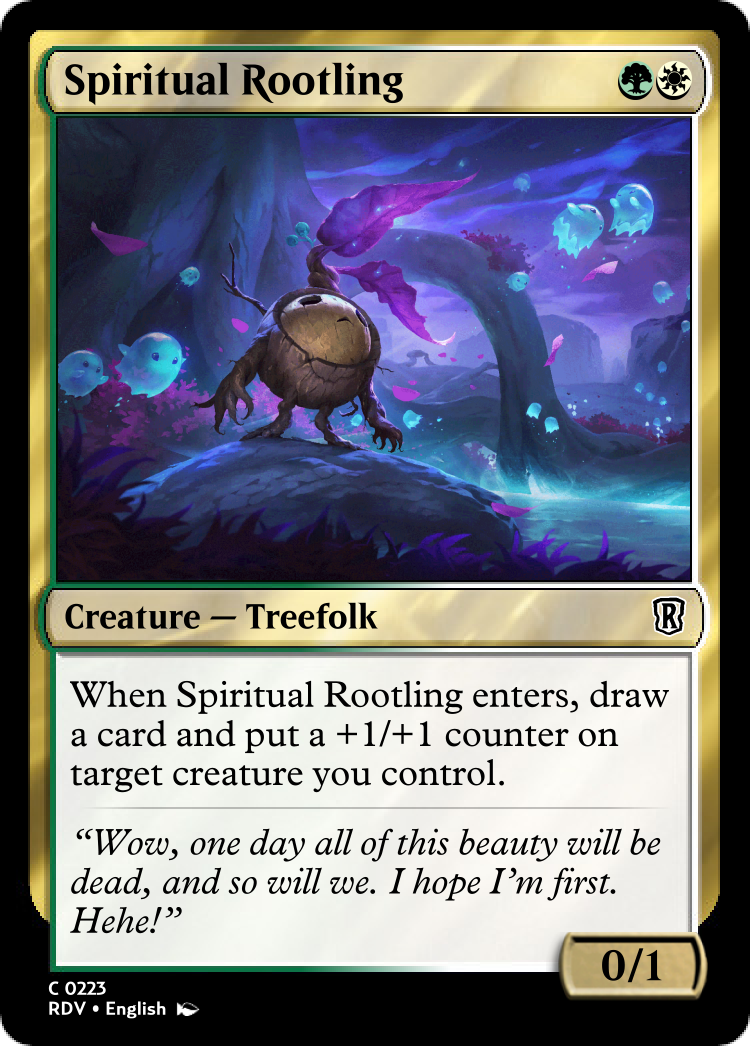 Spiritual Rootling
Creature — Treefolk
R
When Spiritual Rootling enters, draw
a card and put a +1/+1 counter on
target creature you control.
“Wow, one day all of this beauty will be
dead, and so will we. I hope I’m first.
Hehe!”
0/1
C 0223
RDV • English